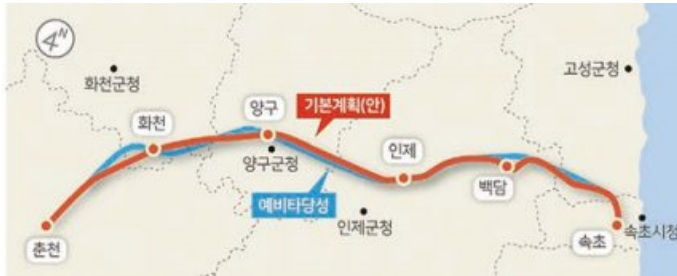 4N
화천군청
고성군청
화천
양구
기본계획(안)
양구군청
인제
백담
예비타당성
인제군청
춘천
속초
속초시청